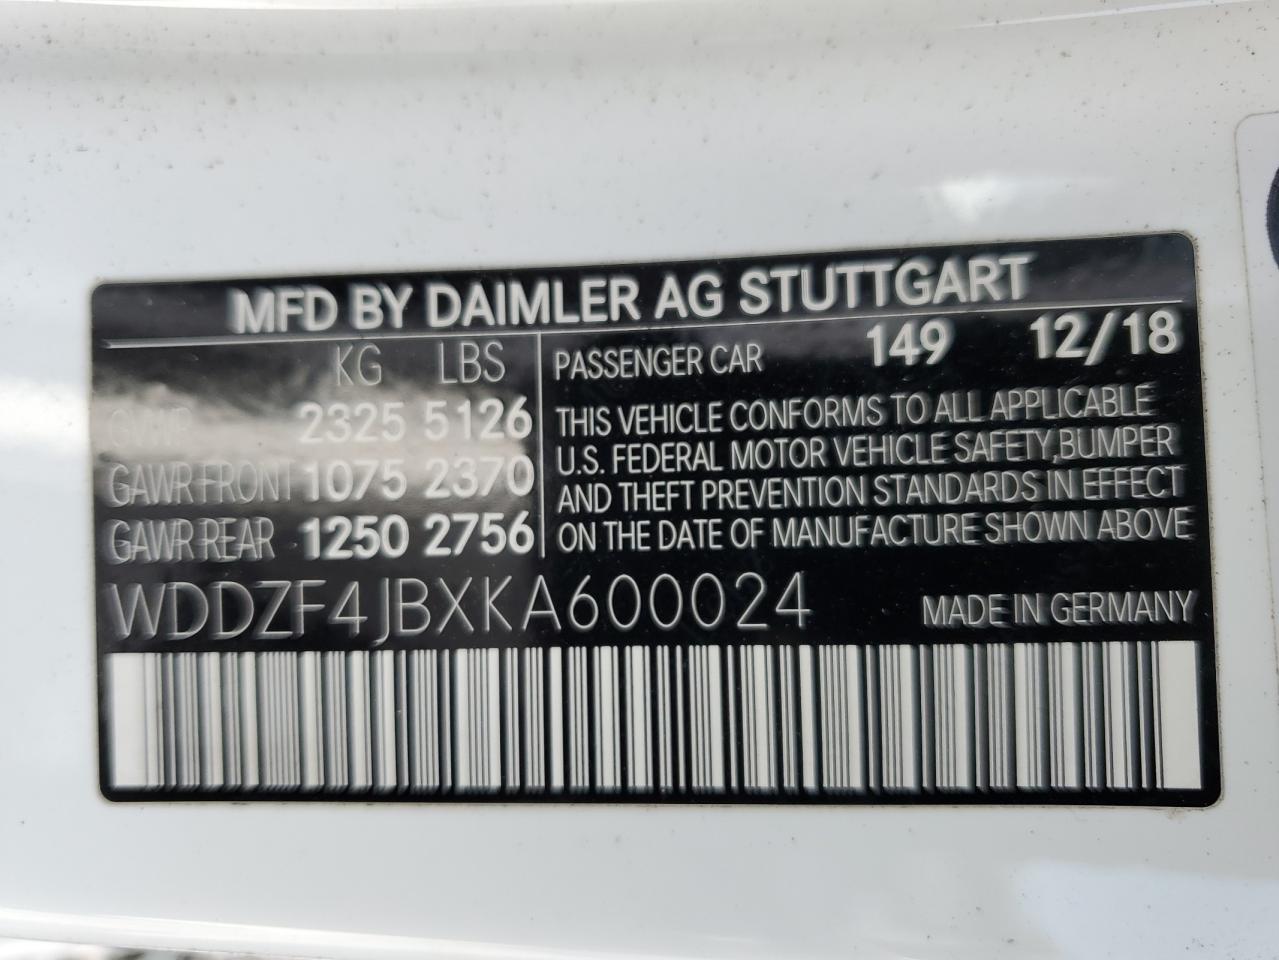 MFD BY DAIMLER AG STUTTGART
KG LBS
GVWR 2325 5126
GAWR FRONT 1075 2370
GAWR REAR 1250 2756
PASSENGER CAR 149 12/18
THIS VEHICLE CONFORMS TO ALL APPLICABLE
U.S. FEDERAL MOTOR VEHICLE SAFETY,BUMPER
AND THEFT PREVENTION STANDARDS IN EFFECT
ON THE DATE OF MANUFACTURE SHOWN ABOVE
WDDZF4JBXKA600024
MADE IN GERMANY